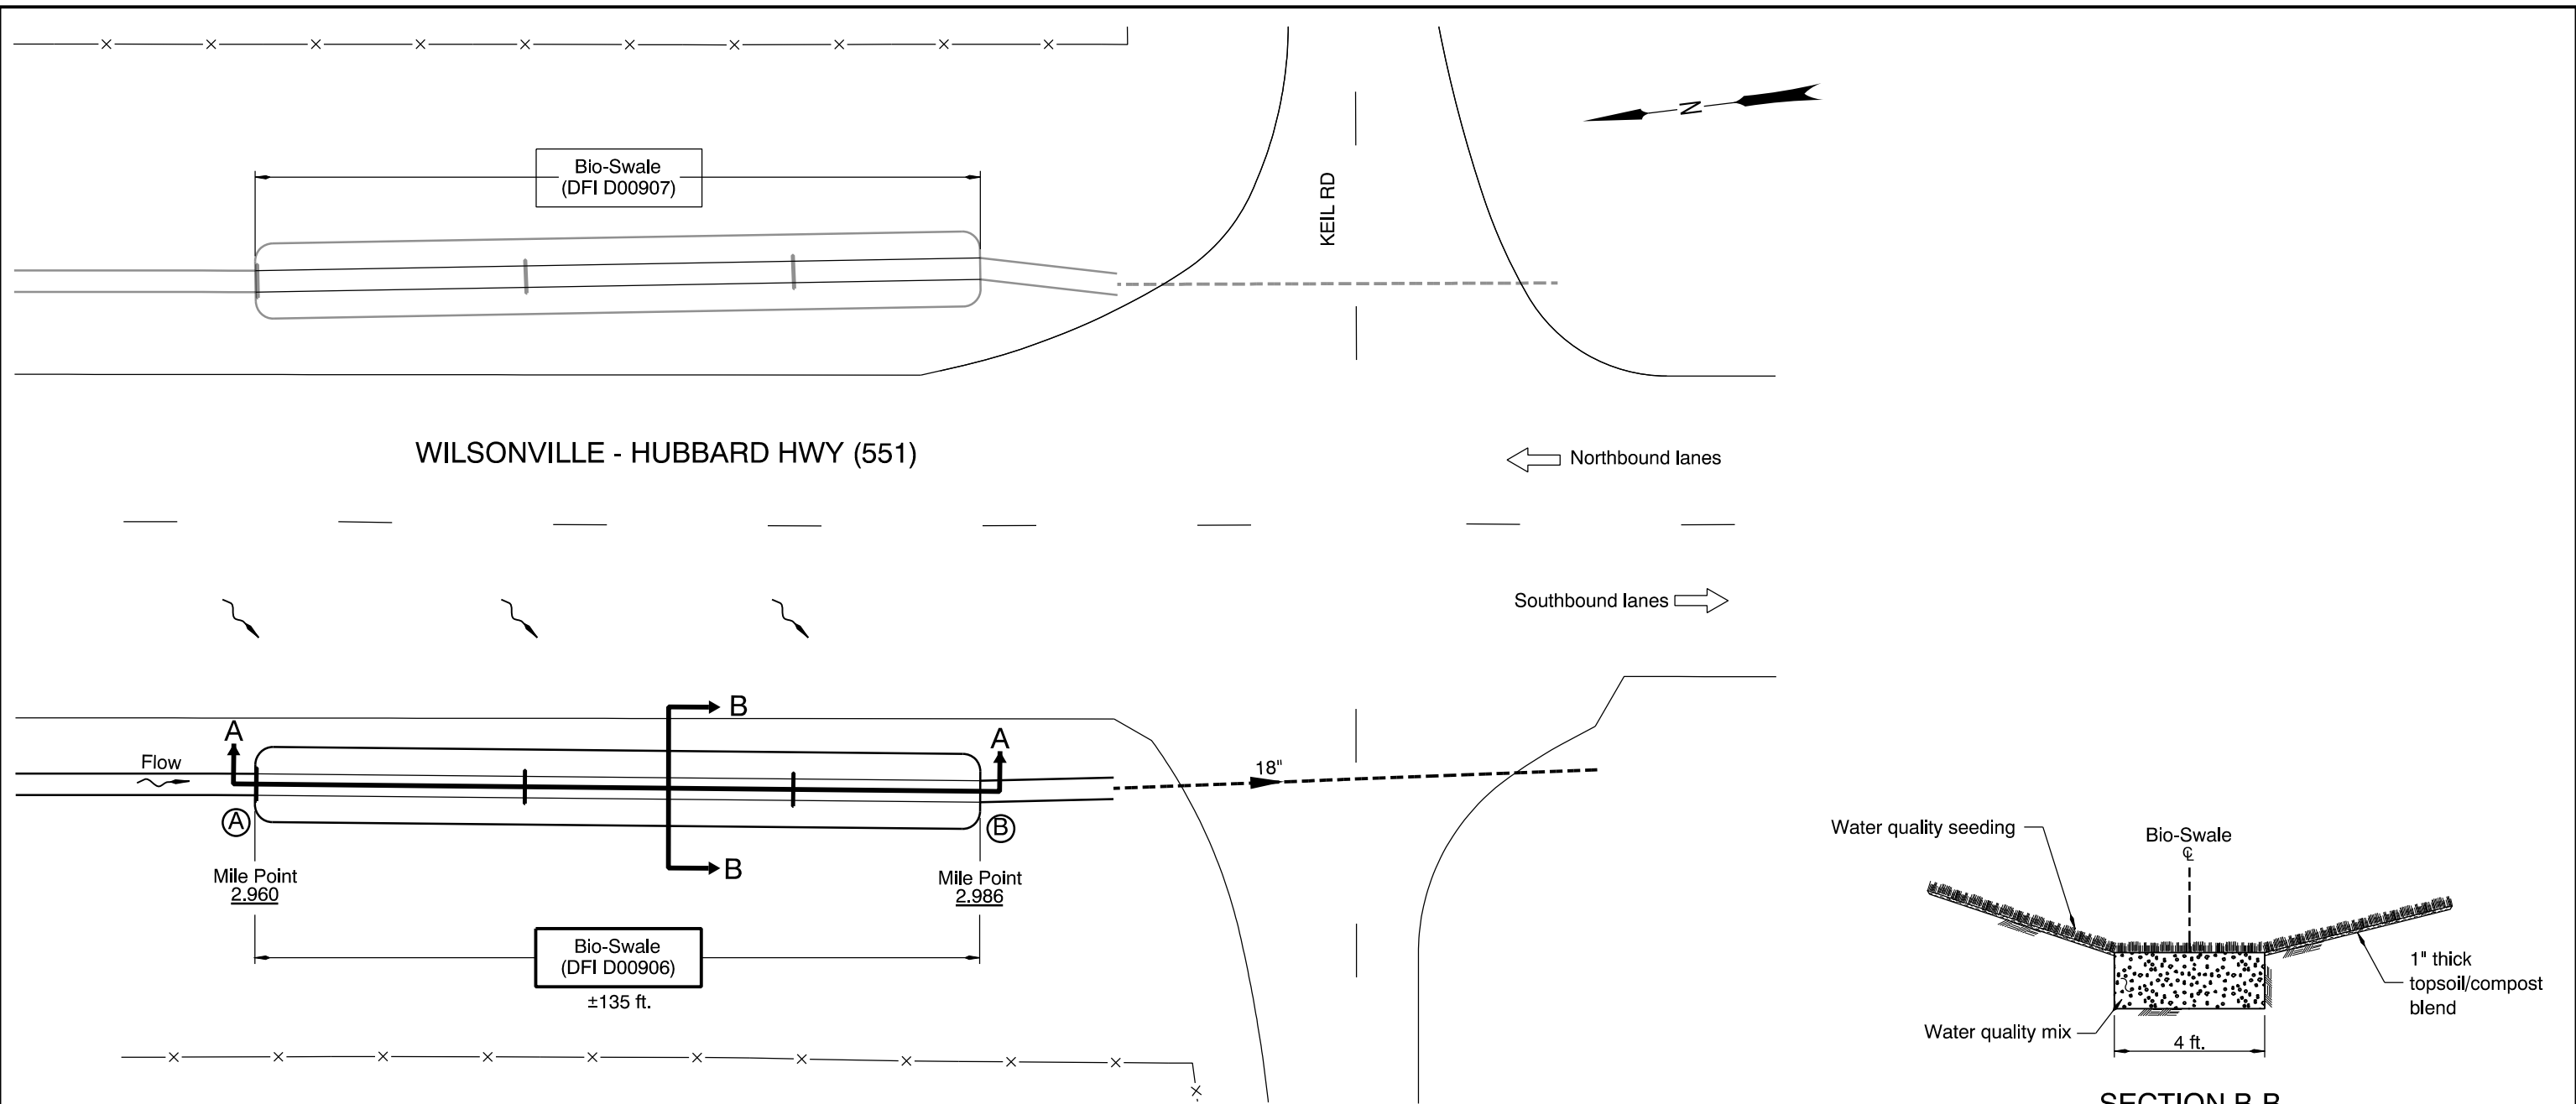 N
Bio-Swale
(DFI D00907)
KEIL RD
WILSONVILLE - HUBBARD HWY (551)
Northbound lanes
Southbound lanes
B
A
A
Flow
18"
A
B
B
Mile Point
2.960
Mile Point
2.986
Bio-Swale
(DFI D00906)
±135 ft.
Water quality seeding
Bio-Swale
℄
1" thick
topsoil/compost
blend
Water quality mix
4 ft.
SECTION B-B